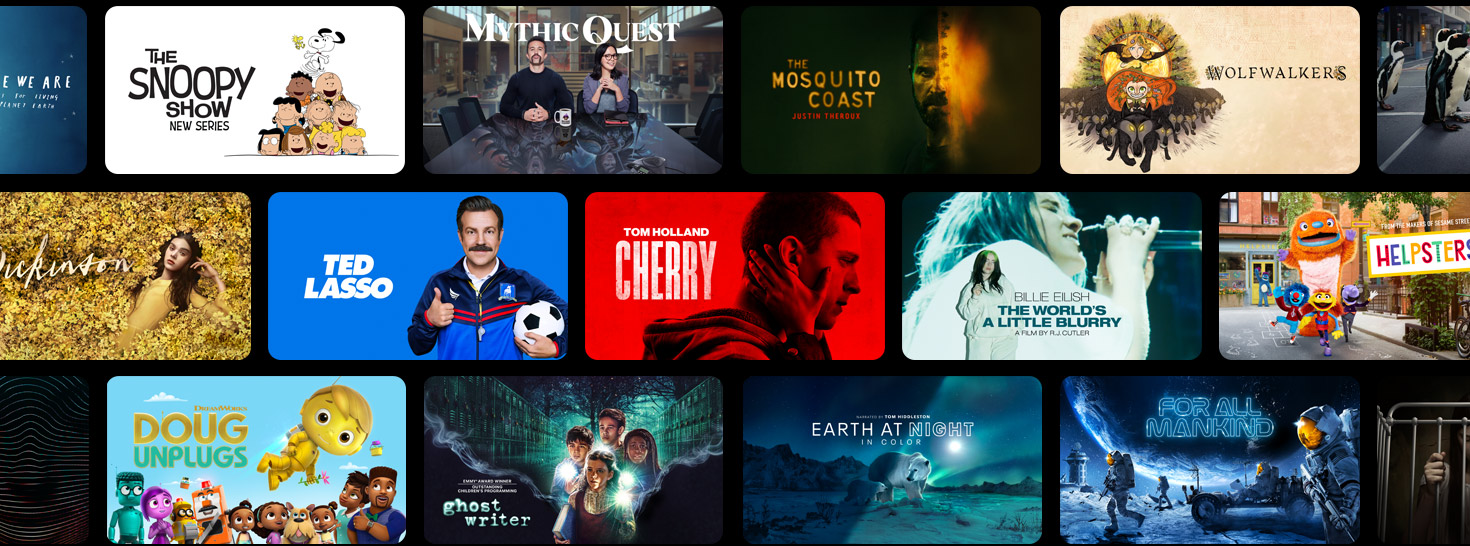 E WE ARE
FOR LIVING
PLANET EARTH
THE
SNOOPY
SHOW
NEW SERIES
MYTHIC QUEST
THE
MOSQUITO
COAST
JUSTIN THEROUX
WOLFWALKERS
Dickinson
TED
LASSO
TOM HOLLAND
CHERRY
BILLIE EILISH
THE WORLD'S
A LITTLE BLURRY
A FILM BY R.J. CUTLER
FROM THE MAKERS OF SESAME STREET
HELPSTERS
DREAMWORKS
DOUG
UNPLUGS
EMMY® AWARD WINNER
OUTSTANDING
CHILDREN'S PROGRAMMING
ghost
writer
NARRATED BY TOM HIDDLESTON
EARTH AT NIGHT
IN COLOR
FOR ALL
MANKIND